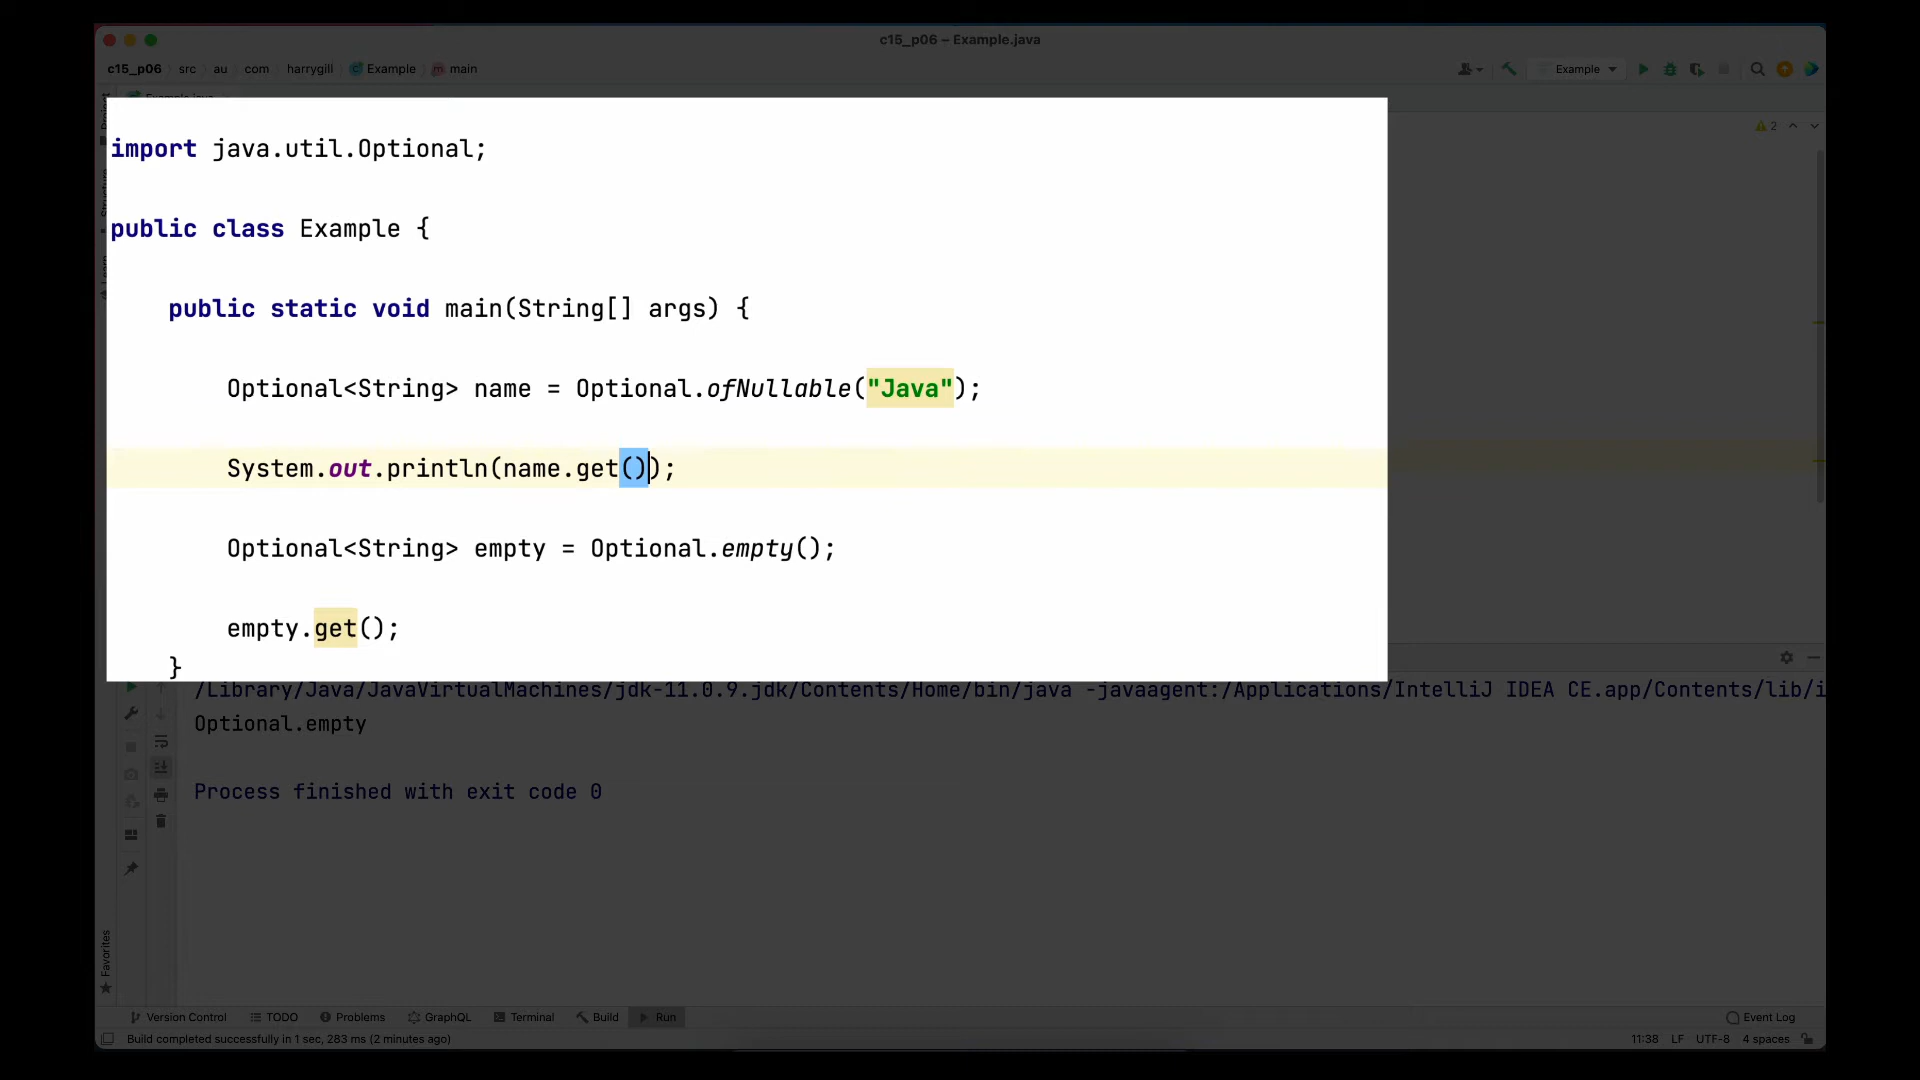 c15_p06 – Example.java
c15_p06 src au com harrygill Example main
Example
Example.java
2
import java.util.Optional;
public class Example {
public static void main(String[] args) {
Optional<String> name = Optional.ofNullable("Java");
System.out.println(name.get());
Optional<String> empty = Optional.empty();
empty.get();
}
/Library/Java/JavaVirtualMachines/jdk-11.0.9.jdk/Contents/Home/bin/java -javaagent:/Applications/IntelliJ IDEA CE.app/Contents/lib/i
Optional.empty
Process finished with exit code 0
Favorites
Version Control TODO Problems GraphQL Terminal Build Run Event Log
Build completed successfully in 1 sec, 283 ms (2 minutes ago) 11:38 LF UTF-8 4 spaces